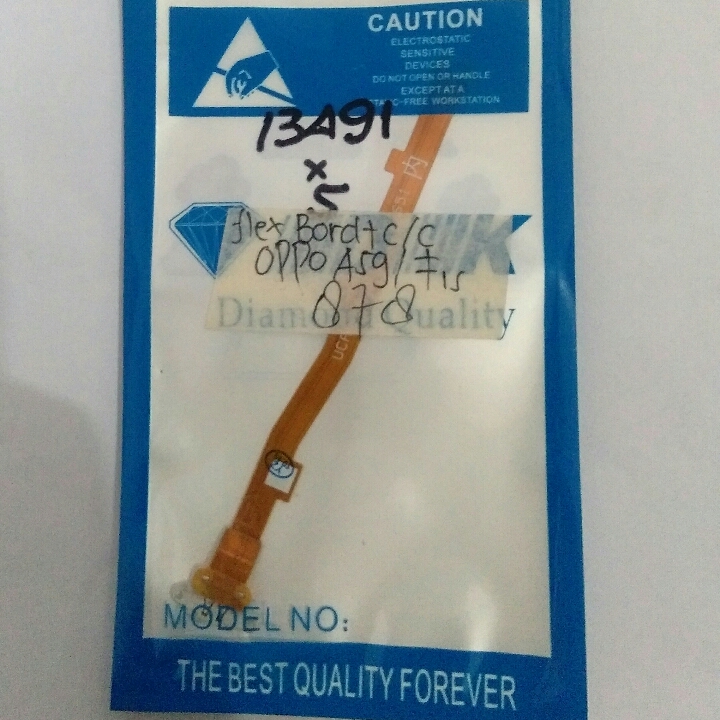 CAUTION
ELECTROSTATIC
SENSITIVE
DEVICES
DO NOT OPEN OR HANDLE
EXCEPT AT A
STATIC-FREE WORKSTATION
13A91
x
5
flex Bord+c/c
OPPO A59/F1s
878
Diamond Quality
MODEL NO:
THE BEST QUALITY FOREVER